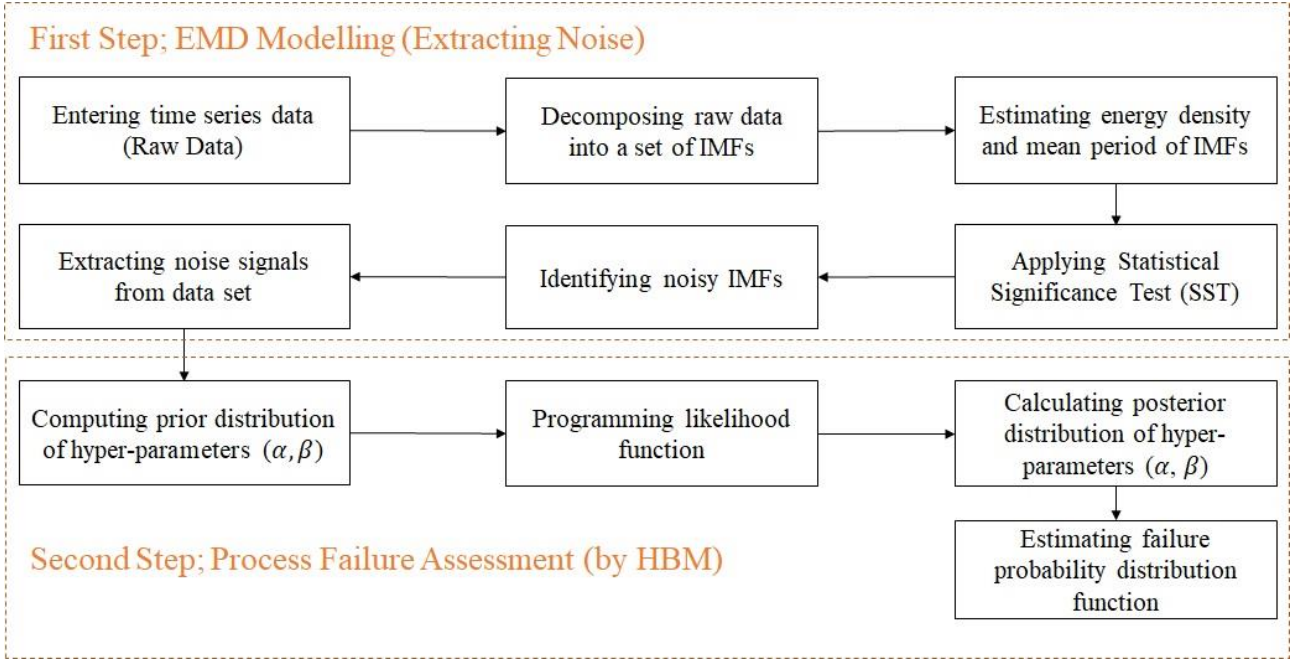 First Step; EMD Modelling (Extracting Noise)
Entering time series data
(Raw Data)
Decomposing raw data
into a set of IMFs
Estimating energy density
and mean period of IMFs
Extracting noise signals
from data set
Identifying noisy IMFs
Applying Statistical
Significance Test (SST)
Computing prior distribution
of hyper-parameters (α,β)
Programming likelihood
function
Calculating posterior
distribution of hyper-
parameters (α, β)
Second Step; Process Failure Assessment (by HBM)
Estimating failure
probability distribution
function